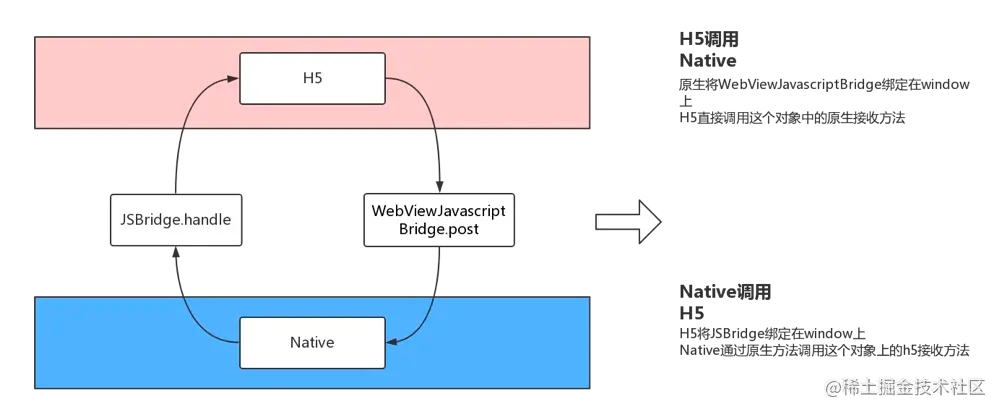 H5
JSBridge.handle
WebViewJavascript
Bridge.post
Native
H5调用
Native
原生将WebViewJavascriptBridge绑定在window
上
H5直接调用这个对象中的原生接收方法
Native调用
H5
H5将JSBridge绑定在window上
Native通过原生方法调用这个对象上的h5接收方法
@稀土掘金技术社区